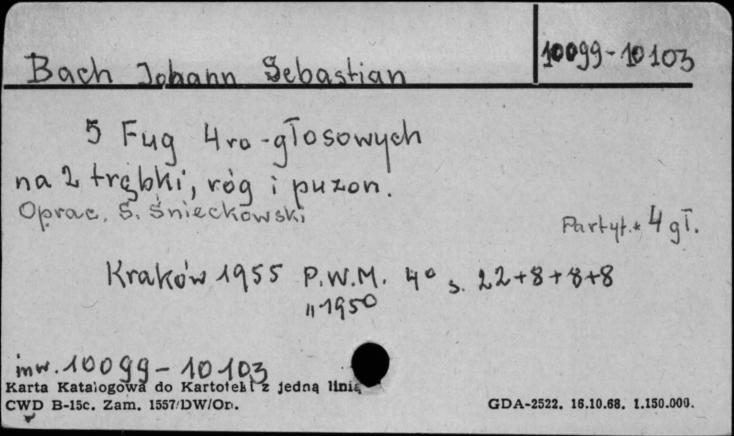 10099-10103
Bach Johann Sebastian
5 Fug 4ro-głosowych
na 2 trąbki, róg i puzon.
Oprac. S. Śnieckowski
Partyt. + 4 gł.
Kraków 1955 P.W.M. 4° s. 22+8+8+8
" 1950
inw. 10099-10103
Karta Katalogowa do Kartoteki z jedną linią
CWD B-15c. Zam. 1557/DW/Or.
GDA-2522. 16.10.68. 1.150.000.